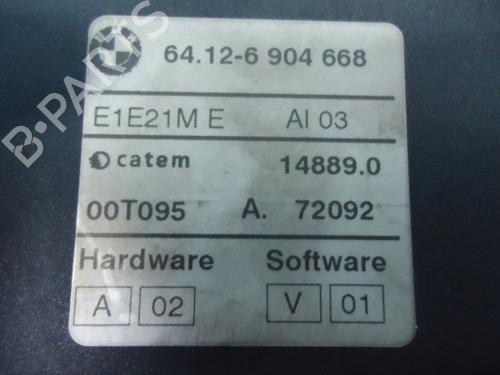 64.12-6 904 668
E1E21M E AI 03
catem 14889.0
00T095 A. 72092
Hardware Software
A 02 V 01
B-PARTS